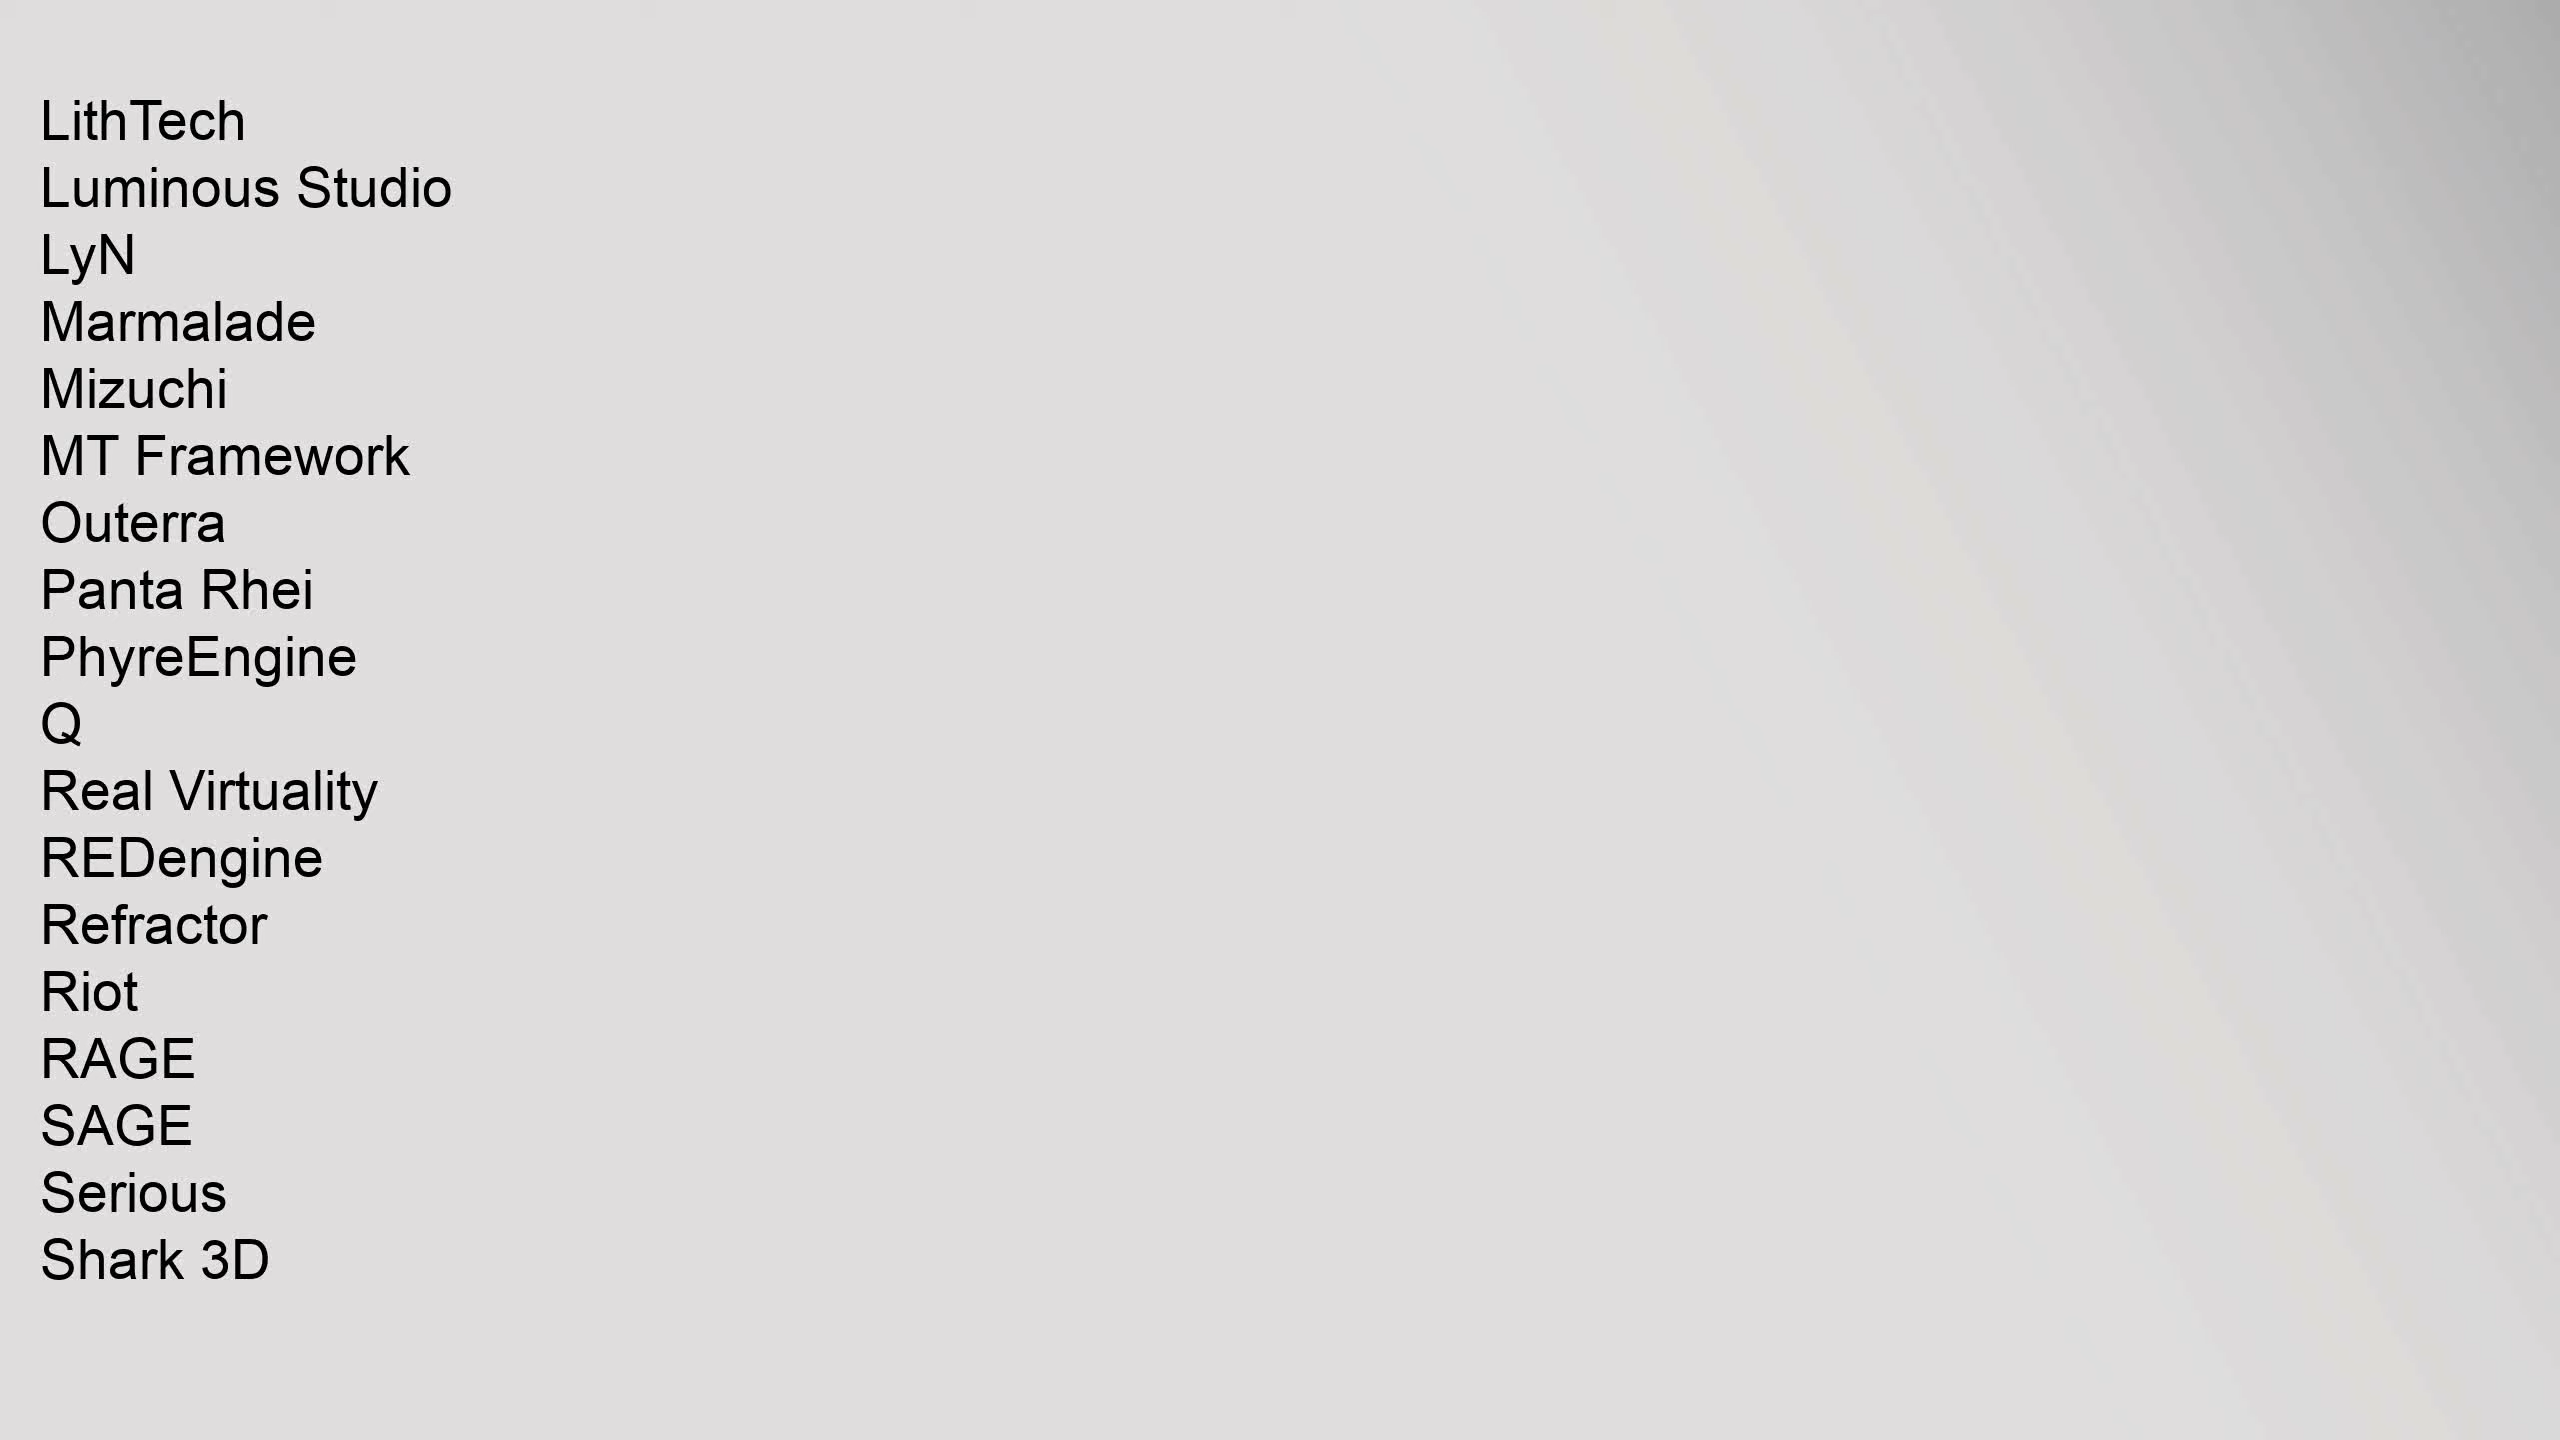 LithTech
Luminous Studio
LyN
Marmalade
Mizuchi
MT Framework
Outerra
Panta Rhei
PhyreEngine
Q
Real Virtuality
REDengine
Refractor
Riot
RAGE
SAGE
Serious
Shark 3D